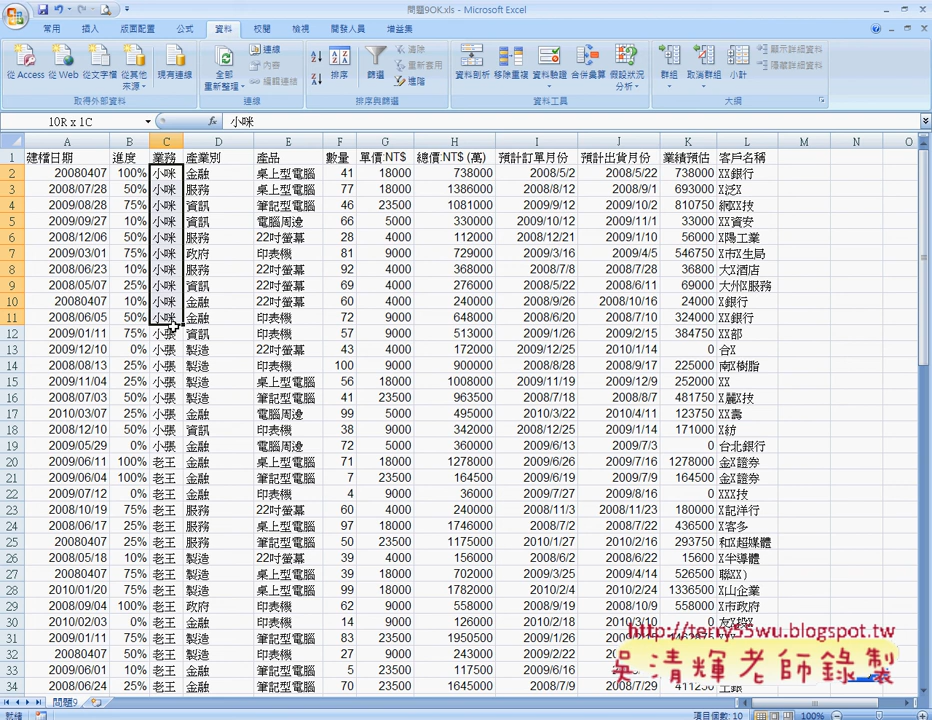 問題9OK.xls - Microsoft Excel
常用 插入 版面配置 公式 資料 校閱 檢視 開發人員 增益集
從 Access 從 Web 從文字檔 從其他來源 現有連線 全部重新整理 連線 內容 編輯連結 排序 篩選 清除 重新套用 進階 資料剖析 移除重複 資料驗證 合併彙算 假設狀況分析 群組 取消群組 小計 顯示詳細資料 隱藏詳細資料
取得外部資料 連線 排序與篩選 資料工具 大綱
10R x 1C fx 小咪
A B C D E F G H I J K L M N O
1 建檔日期 進度 業務 產業別 產品 數量 單價:NT$ 總價:NT$ (萬) 預計訂單月份 預計出貨月份 業績預估 客戶名稱
2 20080407 100% 小咪 金融 桌上型電腦 41 18000 738000 2008/5/2 2008/5/22 738000 XX銀行
3 2008/07/28 50% 小咪 服務 桌上型電腦 77 18000 1386000 2008/8/12 2008/9/1 693000 X泛X
4 2009/08/28 75% 小咪 資訊 筆記型電腦 46 23500 1081000 2009/9/12 2009/10/2 810750 網XX技
5 2009/09/27 10% 小咪 資訊 電腦周邊 66 5000 330000 2009/10/12 2009/11/1 33000 XX資安
6 2008/12/06 50% 小咪 服務 22吋螢幕 28 4000 112000 2008/12/21 2009/1/10 56000 X陽工業
7 2009/03/01 75% 小咪 政府 印表機 81 9000 729000 2009/3/16 2009/4/5 546750 X市X生局
8 2008/06/23 10% 小咪 服務 22吋螢幕 92 4000 368000 2008/7/8 2008/7/28 36800 大X酒店
9 2008/05/07 25% 小咪 資訊 22吋螢幕 69 4000 276000 2008/5/22 2008/6/11 69000 大州X服務
10 20080407 10% 小咪 金融 22吋螢幕 60 4000 240000 2008/9/26 2008/10/16 24000 X銀行
11 2008/06/05 50% 小咪 金融 印表機 72 9000 648000 2008/6/20 2008/7/10 324000 X銀行
12 2009/01/11 75% 小張 資訊 印表機 57 9000 513000 2009/1/26 2009/2/15 384750 XX部
13 2009/12/10 0% 小張 製造 22吋螢幕 43 4000 172000 2009/12/25 2010/1/14 0 台X
14 2008/08/13 25% 小張 製造 印表機 100 9000 900000 2008/8/28 2008/9/17 225000 南X樹脂
15 2009/11/04 25% 小張 製造 桌上型電腦 56 18000 1008000 2009/11/19 2009/12/9 252000 XX
16 2008/07/03 50% 小張 製造 筆記型電腦 41 23500 963500 2008/7/18 2008/8/7 481750 X麓X技
17 2010/03/07 25% 小張 金融 電腦周邊 99 5000 495000 2010/3/22 2010/4/11 123750 XX壽
18 2008/12/10 50% 小張 資訊 印表機 38 9000 342000 2008/12/25 2009/1/14 171000 X紡
19 2009/05/29 0% 小張 金融 電腦周邊 72 5000 360000 2009/6/13 2009/7/3 0 台北銀行
20 2009/06/11 100% 老王 金融 桌上型電腦 71 18000 1278000 2009/6/26 2009/7/16 1278000 金X證券
21 2009/06/04 100% 老王 金融 筆記型電腦 7 23500 164500 2009/6/19 2009/7/9 164500 金X證券
22 2009/07/12 0% 老王 金融 印表機 4 9000 36000 2009/7/27 2009/8/16 0 XXX技
23 2008/10/19 75% 老王 服務 22吋螢幕 60 4000 240000 2008/11/3 2008/11/23 180000 X記洋行
24 2008/06/17 25% 老王 服務 桌上型電腦 97 18000 1746000 2008/7/2 2008/7/22 436500 X客多
25 20080407 25% 老王 服務 筆記型電腦 50 23500 1175000 2010/1/27 2010/2/16 293750 和X超媒體
26 2008/05/18 10% 老王 製造 22吋螢幕 39 4000 156000 2008/6/2 2008/6/22 15600 X半導體
27 20080407 75% 老王 製造 桌上型電腦 39 18000 702000 2009/3/25 2009/4/14 526500 聯XX)
28 2010/01/20 75% 老王 製造 桌上型電腦 99 18000 1782000 2010/2/4 2010/2/24 1336500 X山企業
29 2008/09/04 100% 老王 政府 印表機 62 9000 558000 2008/9/19 2008/10/9 558000 X市政府
30 2010/02/03 0% 老王 金融 印表機 14 9000 126000 2010/2/18 2010/3/10 0
31 2009/01/11 75% 老王 製造 筆記型電腦 83 23500 1950500 2009/1/26
32 2009/01/22 75% 老王 製造 印表機 27 9000 243000 2009/2/2
33 2009/06/01 10% 老王 製造 筆記型電腦 5 23500 117500 2009/6/16
34 2008/06/24 25% 老王 製造 筆記型電腦 70 23500 1645000 2008/7/9 2008/7/29
http://terry55wu.blogspot.tw
吳清輝老師錄製
問題9
就緒 項目個數: 10 100%